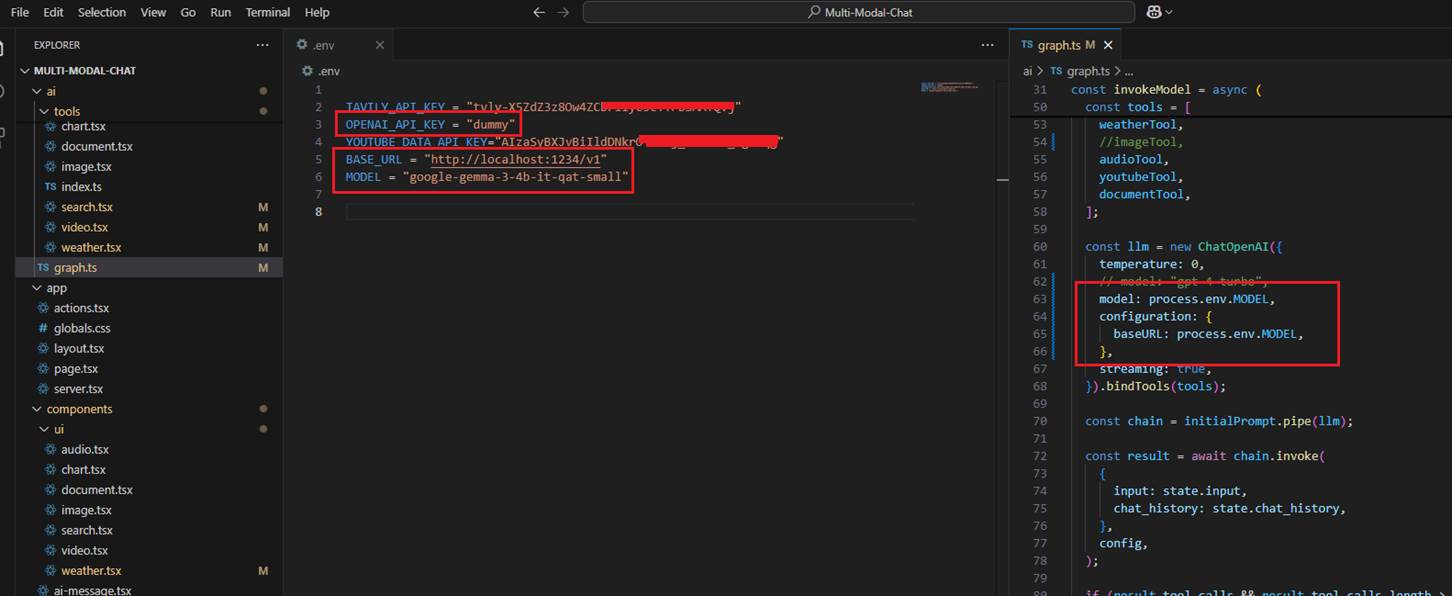 File Edit Selection View Go Run Terminal Help
Multi-Modal-Chat
EXPLORER
MULTI-MODAL-CHAT
ai
tools
chart.tsx
document.tsx
image.tsx
TS index.ts
search.tsx M
video.tsx M
weather.tsx M
TS graph.ts M
app
actions.tsx
# globals.css
layout.tsx
page.tsx
server.tsx
components
ui
audio.tsx
chart.tsx
document.tsx
image.tsx
search.tsx
video.tsx
weather.tsx M
ai-message.tsx
.env
.env
1
2 TAVILY_API_KEY = "
3 OPENAI_API_KEY = "dummy"
4 YOUTUBE_DATA_API_KEY="
5 BASE_URL = "http://localhost:1234/v1"
6 MODEL = "google-gemma-3-4b-it-qat-small"
7
8
TS graph.ts M
ai > TS graph.ts > ...
31 const invokeModel = async (
50 const tools = [
53 weatherTool,
54 //imageTool,
55 audioTool,
56 youtubeTool,
57 documentTool,
58 ];
59
60 const llm = new ChatOpenAI({
61 temperature: 0,
62 // model: "gpt-4-turbo",
63 model: process.env.MODEL,
64 configuration: {
65 baseURL: process.env.MODEL,
66 },
67 streaming: true,
68 }).bindTools(tools);
69
70 const chain = initialPrompt.pipe(llm);
71
72 const result = await chain.invoke(
73 {
74 input: state.input,
75 chat_history: state.chat_history,
76 },
77 config,
78 );
79
80 if (result.tool_calls && result.tool_calls.length >